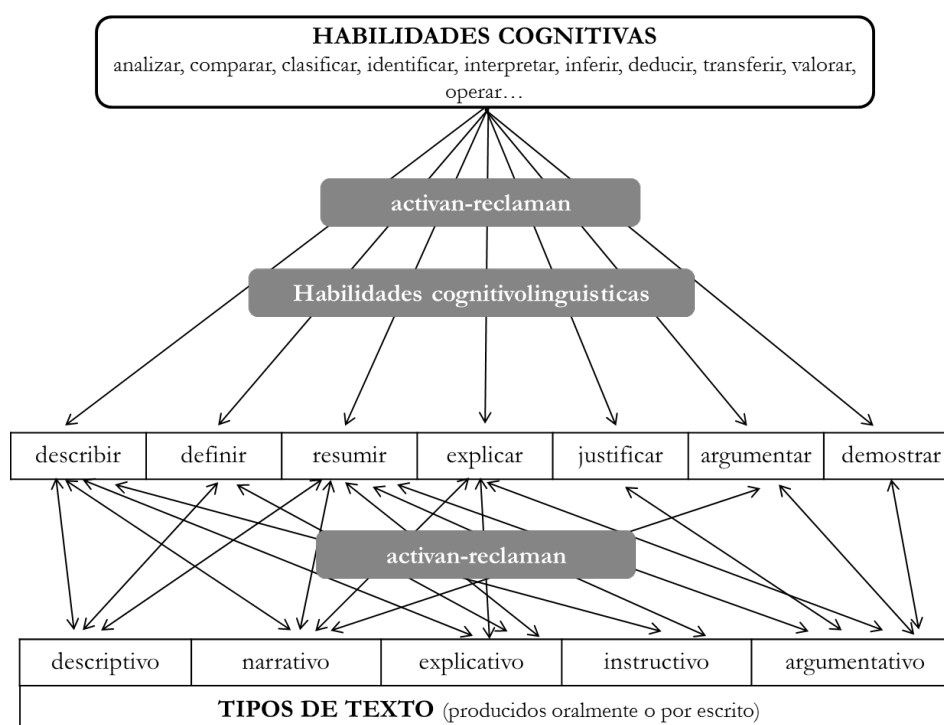 HABILIDADES COGNITIVAS
analizar, comparar, clasificar, identificar, interpretar, inferir, deducir, transferir, valorar,
operar…
activan-reclaman
Habilidades cognitivolinguisticas
describir definir resumir explicar justificar argumentar demostrar
activan-reclaman
descriptivo narrativo explicativo instructivo argumentativo
TIPOS DE TEXTO (producidos oralmente o por escrito)